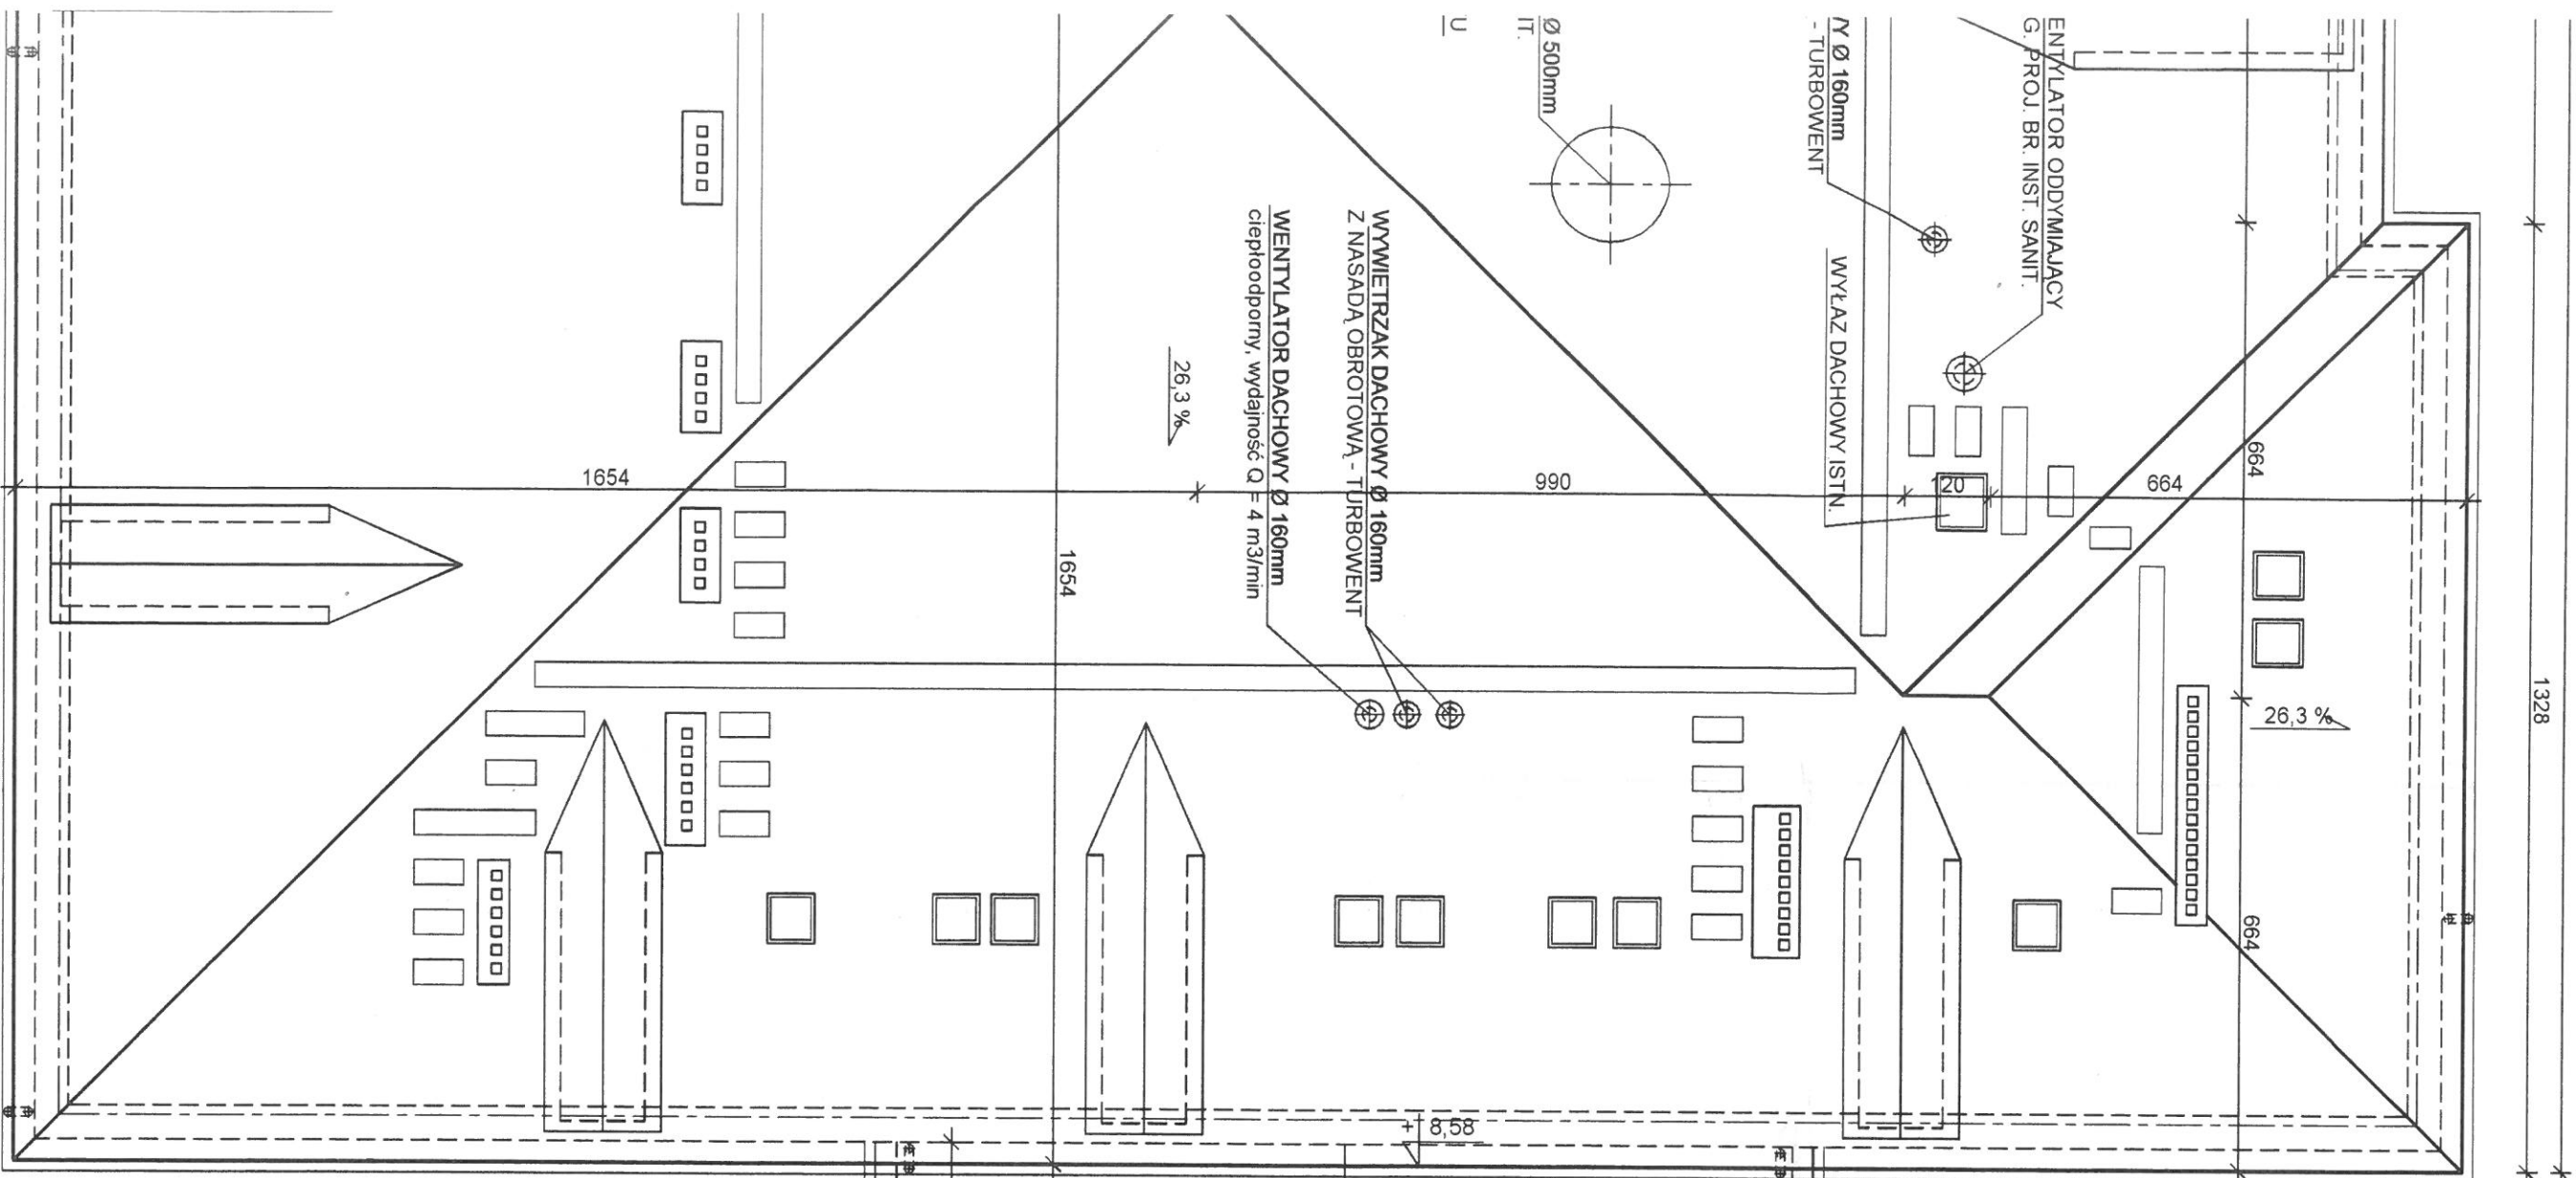 U
Ø 500mm
IT.
Y Ø 160mm
- TURBOWENT
ENTYLATOR ODDYMIAJĄCY
G. PROJ. BR. INST. SANIT.
WYŁAZ DACHOWY ISTN.
WYWIETRZAK DACHOWY Ø 160mm
Z NASADĄ OBROTOWĄ - TURBOWENT
WENTYLATOR DACHOWY Ø 160mm
ciepłoodporny, wydajność Q = 4 m3/min
26,3 %
1654
990
120
664
664
1654
26,3 %
1328
664
+ 8,58